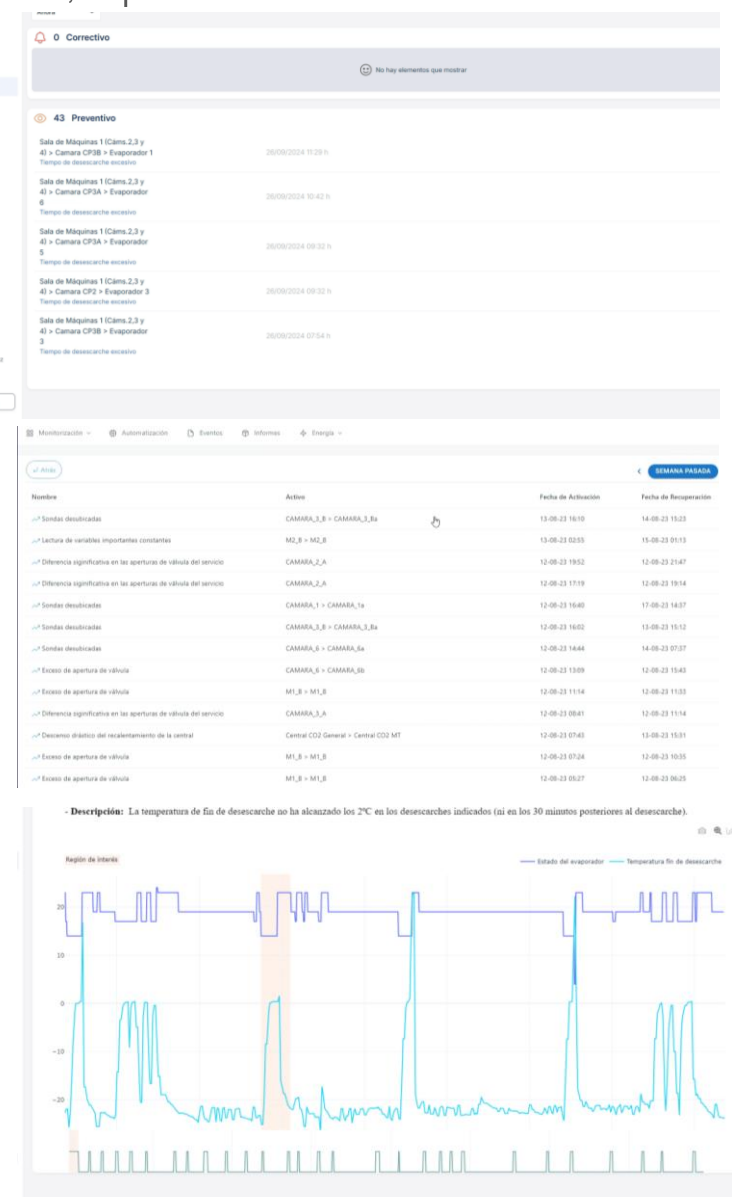 Ahora
0 Correctivo
No hay elementos que mostrar
43 Preventivo
Sala de Máquinas 1 (Cáms.2,3 y
4) > Camara CP3B > Evaporador 1
Tiempo de desescarche excesivo
26/09/2024 11:29 h
Sala de Máquinas 1 (Cáms.2,3 y
4) > Camara CP3A > Evaporador
6
Tiempo de desescarche excesivo
26/09/2024 10:42 h
Sala de Máquinas 1 (Cáms.2,3 y
4) > Camara CP3A > Evaporador
5
Tiempo de desescarche excesivo
26/09/2024 09:32 h
Sala de Máquinas 1 (Cáms.2,3 y
4) > Camara CP2 > Evaporador 3
Tiempo de desescarche excesivo
26/09/2024 09:32 h
Sala de Máquinas 1 (Cáms.2,3 y
4) > Camara CP3B > Evaporador
3
Tiempo de desescarche excesivo
26/09/2024 07:54 h
Monitorización Automatización Eventos Informes Energía
Atrás
SEMANA PASADA
Nombre Activo Fecha de Activación Fecha de Recuperación
Sondas desubicadas CAMARA_3_B > CAMARA_3_Ba 13-08-23 16:10 14-08-23 15:23
Lectura de variables importantes constantes M2_B > M2_B 13-08-23 02:55 15-08-23 01:13
Diferencia siginificativa en las aperturas de válvula del servicio CAMARA_2_A 12-08-23 19:52 12-08-23 21:47
Diferencia siginificativa en las aperturas de válvula del servicio CAMARA_2_A 12-08-23 17:19 12-08-23 19:14
Sondas desubicadas CAMARA_1 > CAMARA_1a 12-08-23 16:40 17-08-23 14:37
Sondas desubicadas CAMARA_3_B > CAMARA_3_Ba 12-08-23 16:02 13-08-23 15:12
Sondas desubicadas CAMARA_6 > CAMARA_6a 12-08-23 14:44 14-08-23 07:37
Exceso de apertura de válvula CAMARA_6 > CAMARA_6b 12-08-23 13:09 12-08-23 15:43
Exceso de apertura de válvula M1_B > M1_B 12-08-23 11:14 12-08-23 11:33
Diferencia siginificativa en las aperturas de válvula del servicio CAMARA_3_A 12-08-23 08:41 12-08-23 11:14
Descenso drástico del recalentamiento de la central Central CO2 General > Central CO2 MT 12-08-23 07:43 13-08-23 15:31
Exceso de apertura de válvula M1_B > M1_B 12-08-23 07:24 12-08-23 10:35
Exceso de apertura de válvula M1_B > M1_B 12-08-23 05:27 12-08-23 06:25
- Descripción: La temperatura de fin de desescarche no ha alcanzado los 2ºC en los desescarches indicados (ni en los 30 minutos posteriores al desescarche).
Región de interés
Estado del evaporador Temperatura fin de desescarche
20
10
0
−10
−20